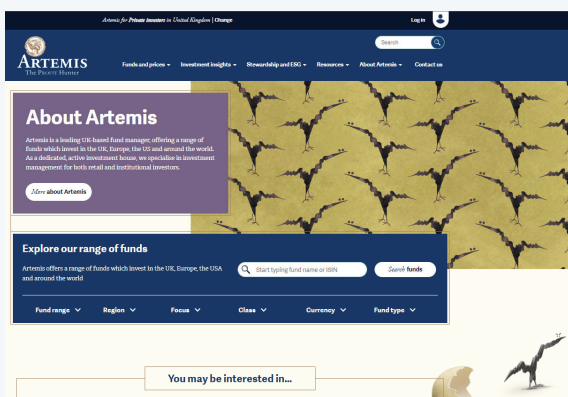 Artemis for Private Investors in United Kingdom | Change
Log in
Search
ARTEMIS
The PROFIT Hunter
Funds and prices
Investment insights
Stewardship and ESG
Resources
About Artemis
Contact us
About Artemis
Artemis is a leading UK-based fund manager, offering a range of
funds which invest in the UK, Europe, the US and around the world.
As a dedicated, active investment house, we specialise in investment
management for both retail and institutional investors.
More about Artemis
Explore our range of funds
Artemis offers a range of funds which invest in the UK, Europe, the USA
and around the world
Start typing fund name or ISIN
Search funds
Fund range
Region
Focus
Class
Currency
Fund type
You may be interested in...